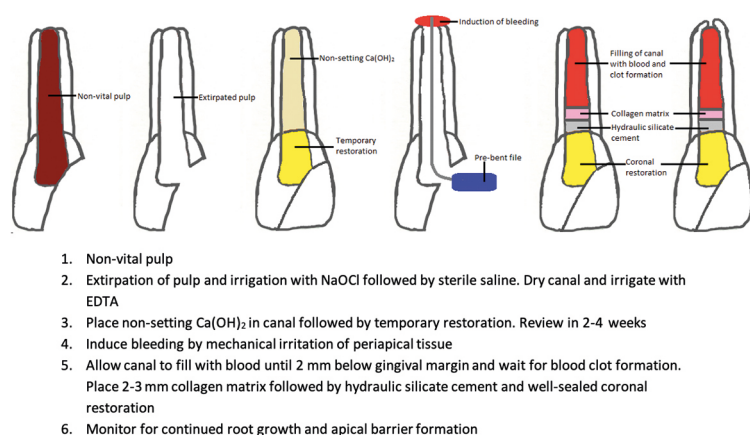 Induction of bleeding
Non-vital pulp
Extirpated pulp
Non-setting Ca(OH)₂
Temporary
restoration
Pre-bent file
Filling of canal
with blood and
clot formation
Collagen matrix
Hydraulic silicate
cement
Coronal
restoration
1. Non-vital pulp
2. Extirpation of pulp and irrigation with NaOCl followed by sterile saline. Dry canal and irrigate with
EDTA
3. Place non-setting Ca(OH)₂ in canal followed by temporary restoration. Review in 2-4 weeks
4. Induce bleeding by mechanical irritation of periapical tissue
5. Allow canal to fill with blood until 2 mm below gingival margin and wait for blood clot formation.
Place 2-3 mm collagen matrix followed by hydraulic silicate cement and well-sealed coronal
restoration
6. Monitor for continued root growth and apical barrier formation